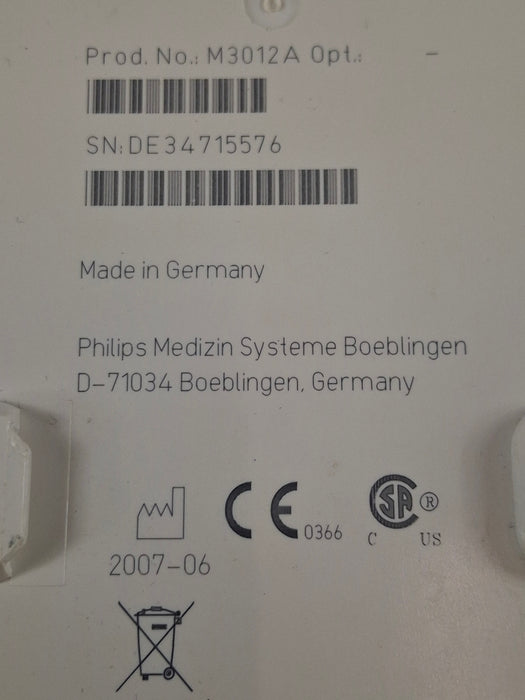 Prod. No.: M3012A Opt.: –
SN:DE34715576
Made in Germany
Philips Medizin Systeme Boeblingen
D–71034 Boeblingen, Germany
CE 0366
SA ®
C US
2007–06